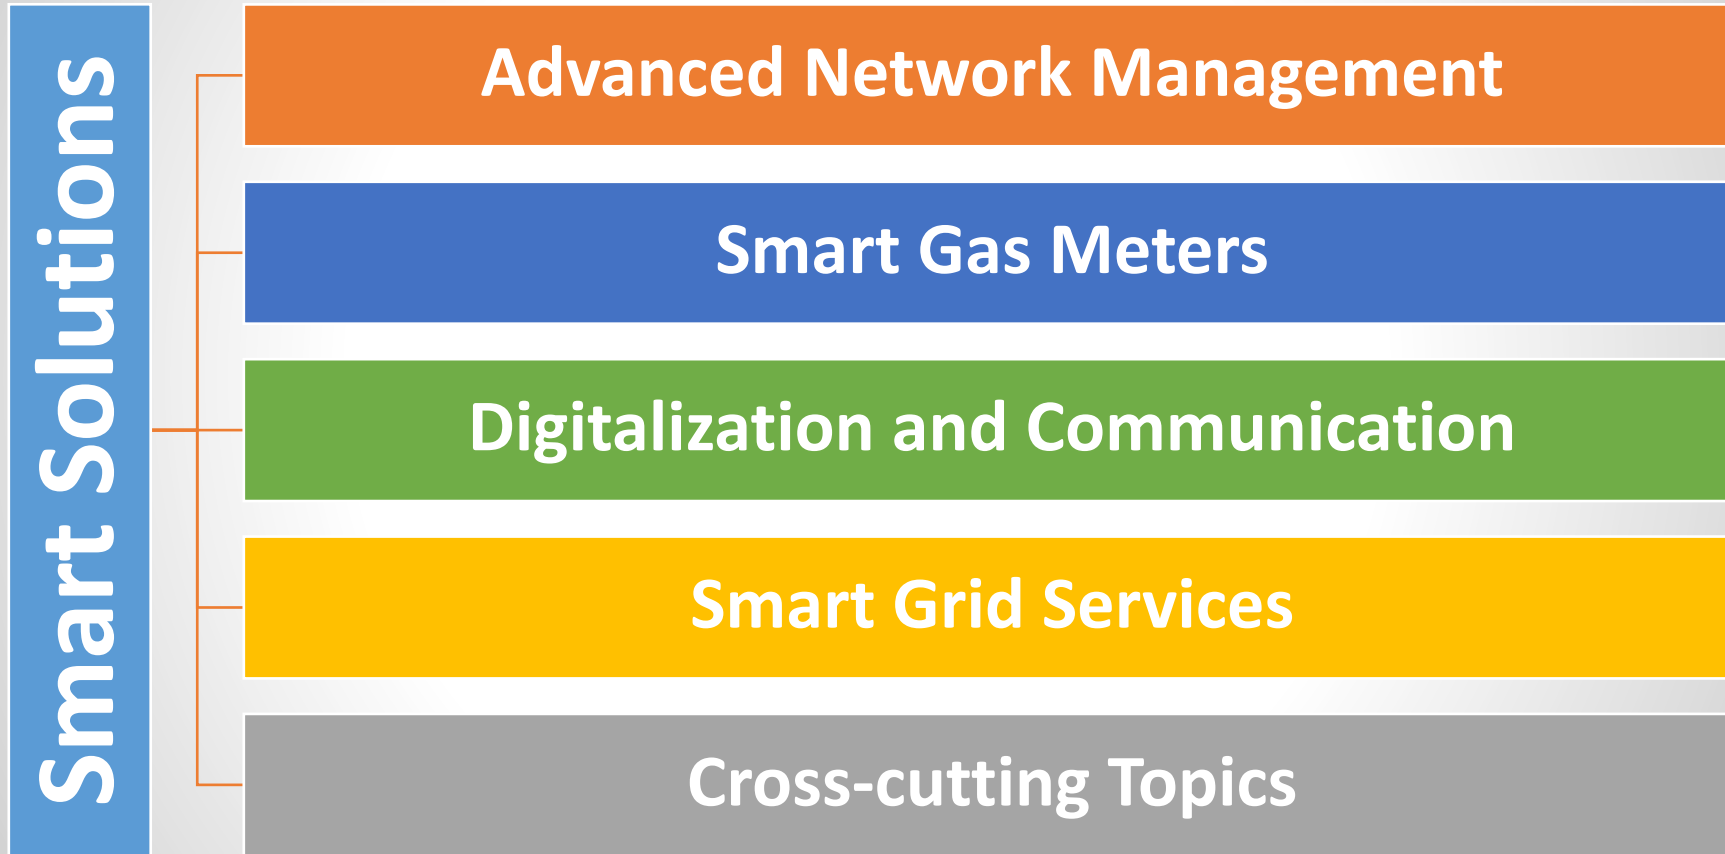 Smart Solutions
Advanced Network Management
Smart Gas Meters
Digitalization and Communication
Smart Grid Services
Cross-cutting Topics